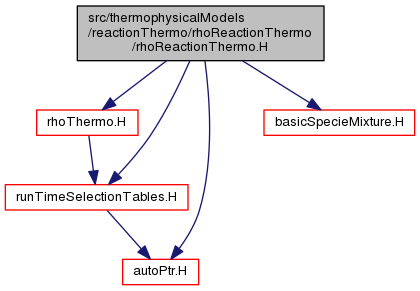 src/thermophysicalModels
/reactionThermo/rhoReactionThermo
/rhoReactionThermo.H
rhoThermo.H
basicSpecieMixture.H
runTimeSelectionTables.H
autoPtr.H